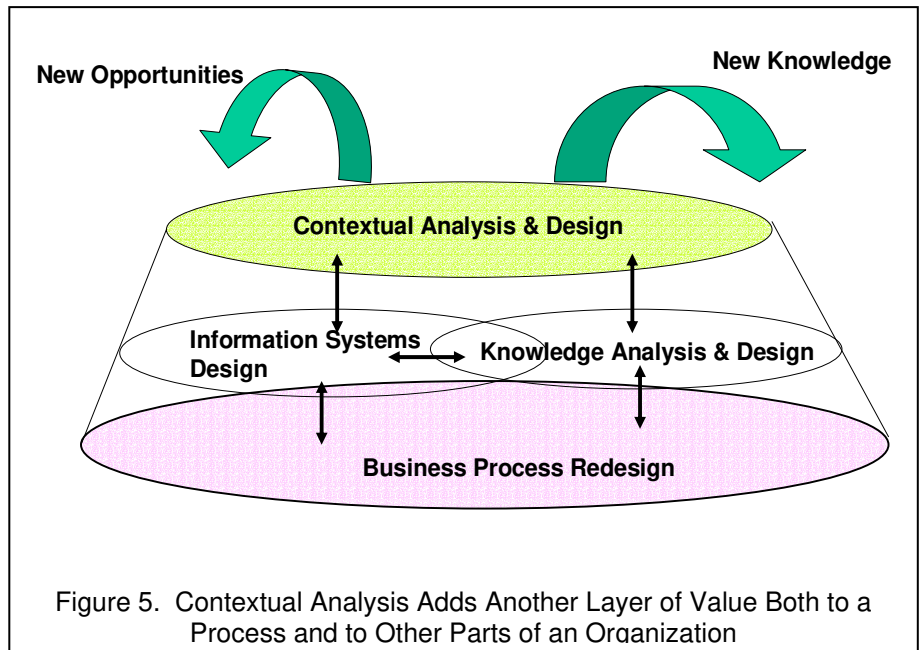 New Opportunities
New Knowledge
Contextual Analysis & Design
Information Systems
Design
Knowledge Analysis & Design
Business Process Redesign
Figure 5. Contextual Analysis Adds Another Layer of Value Both to a
Process and to Other Parts of an Organization